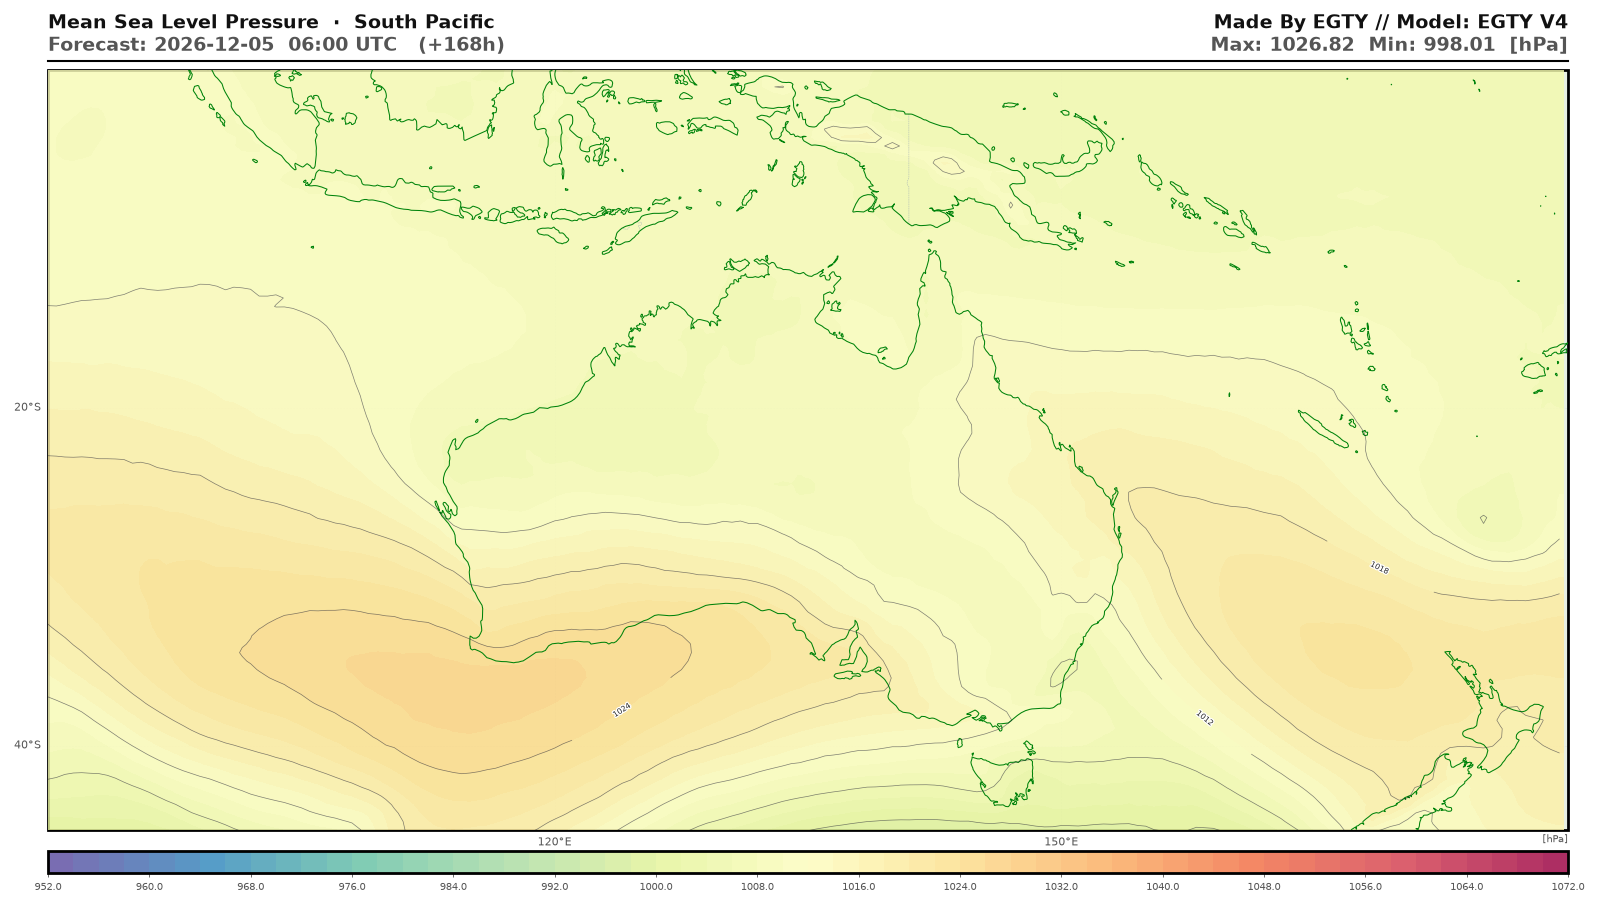 Mean Sea Level Pressure · South Pacific
Made By EGTY // Model: EGTY V4
Forecast: 2026-12-05 06:00 UTC (+168h)
Max: 1026.82 Min: 998.01 [hPa]
20°S
1018
1024
1012
40°S
120°E
150°E
[hPa]
952.0 960.0 968.0 976.0 984.0 992.0 1000.0 1008.0 1016.0 1024.0 1032.0 1040.0 1048.0 1056.0 1064.0 1072.0